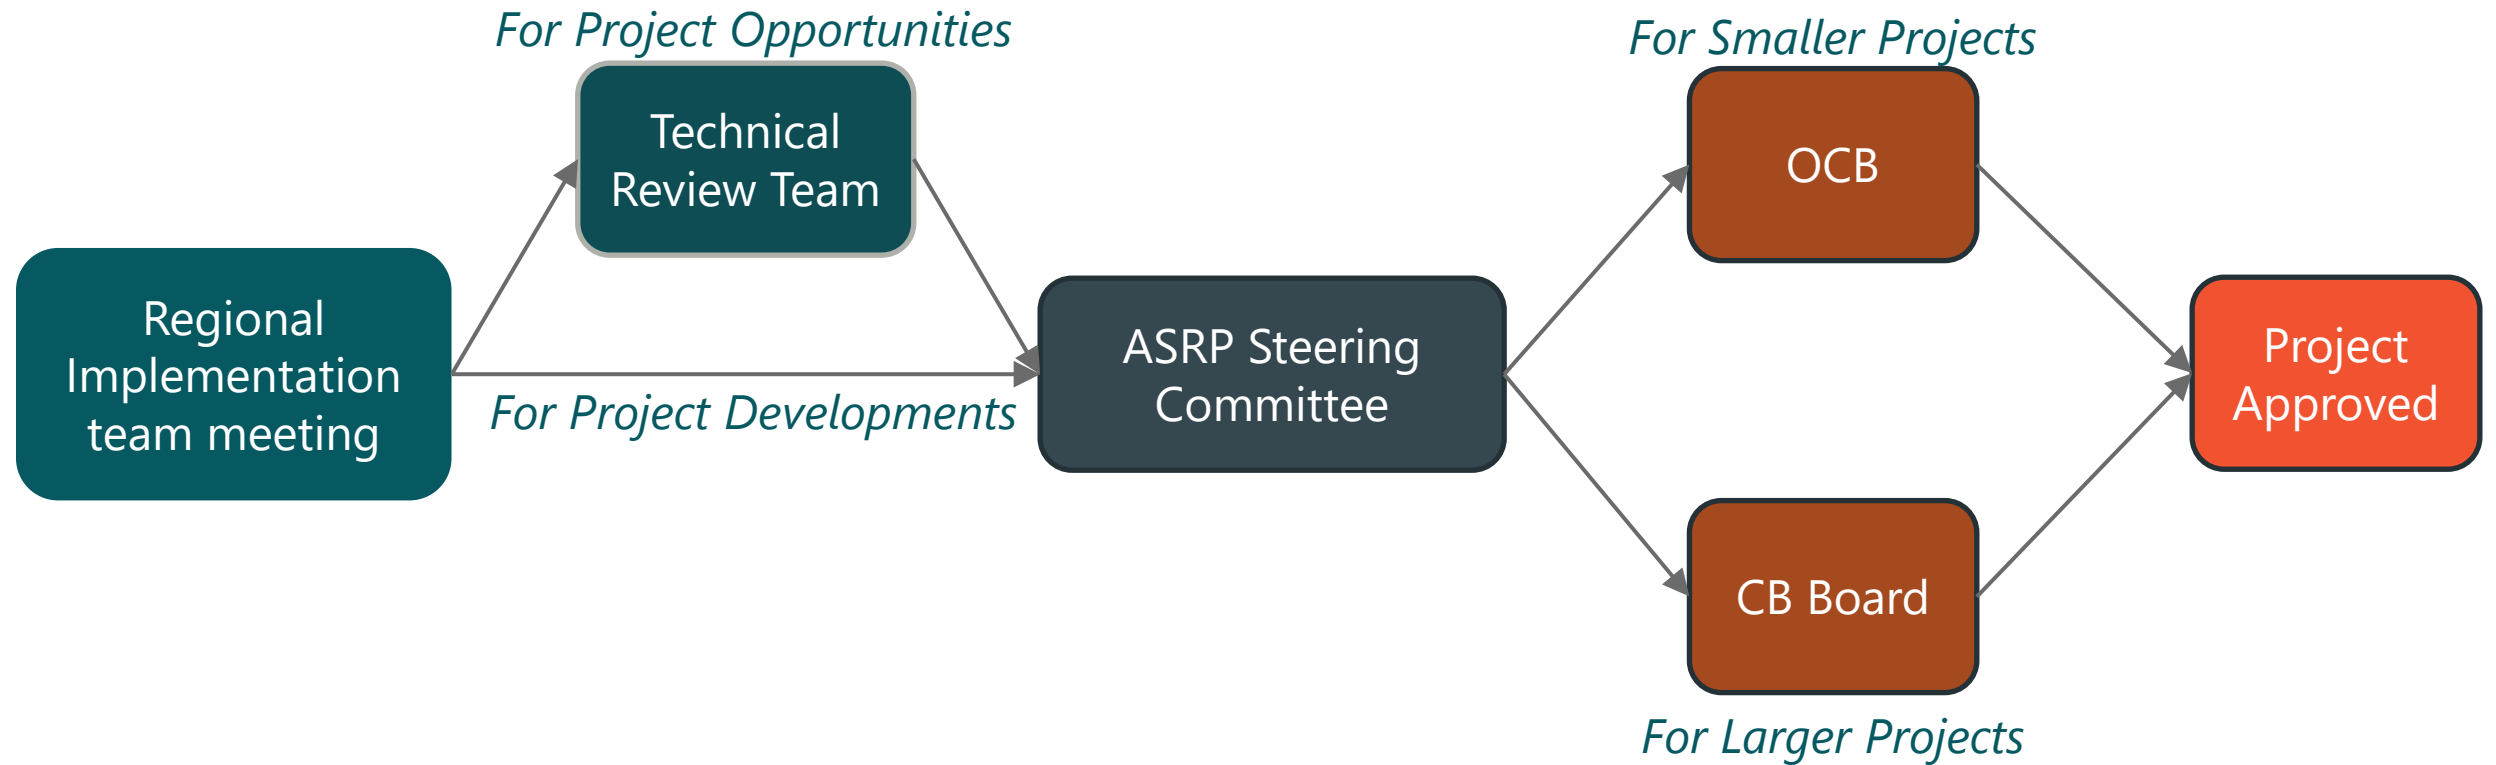 For Project Opportunities
Technical
Review Team
Regional
Implementation
team meeting
For Project Developments
ASRP Steering
Committee
For Smaller Projects
OCB
CB Board
For Larger Projects
Project
Approved